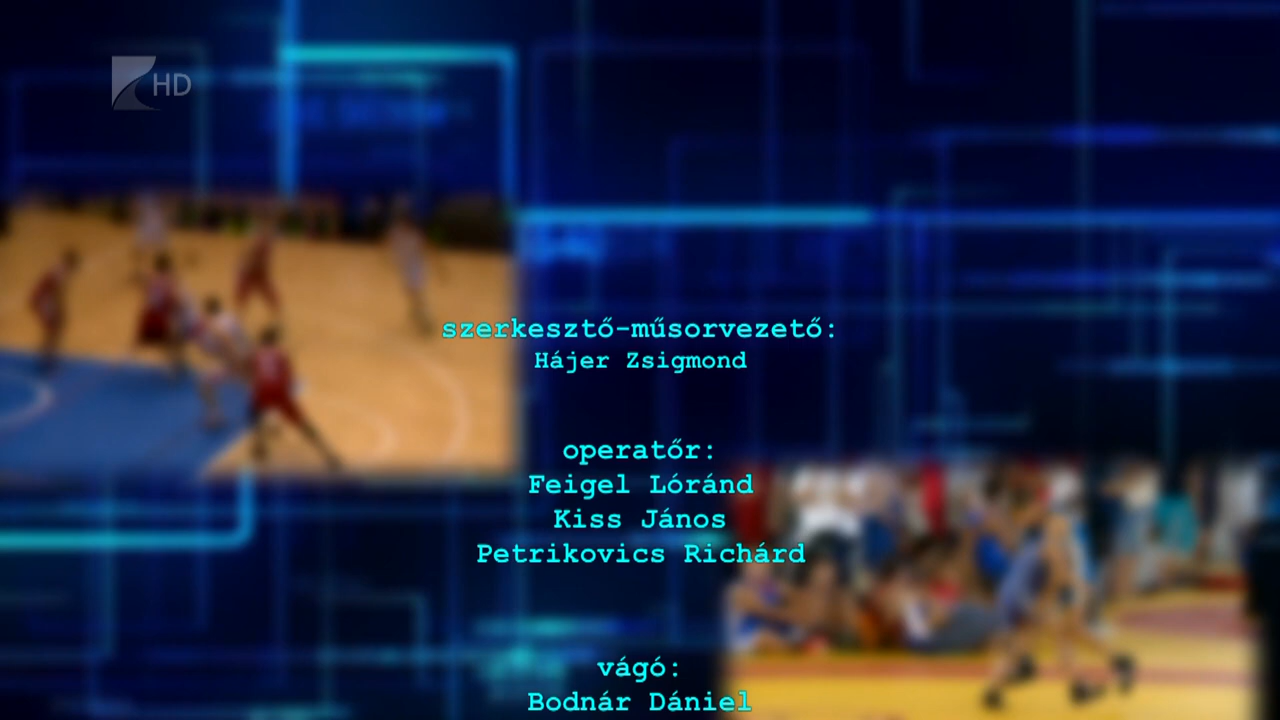 HD
szerkesztő-műsorvezető:
Hájer Zsigmond
operatőr:
Feigel Lóránd
Kiss János
Petrikovics Richárd
vágó:
Bodnár Dániel